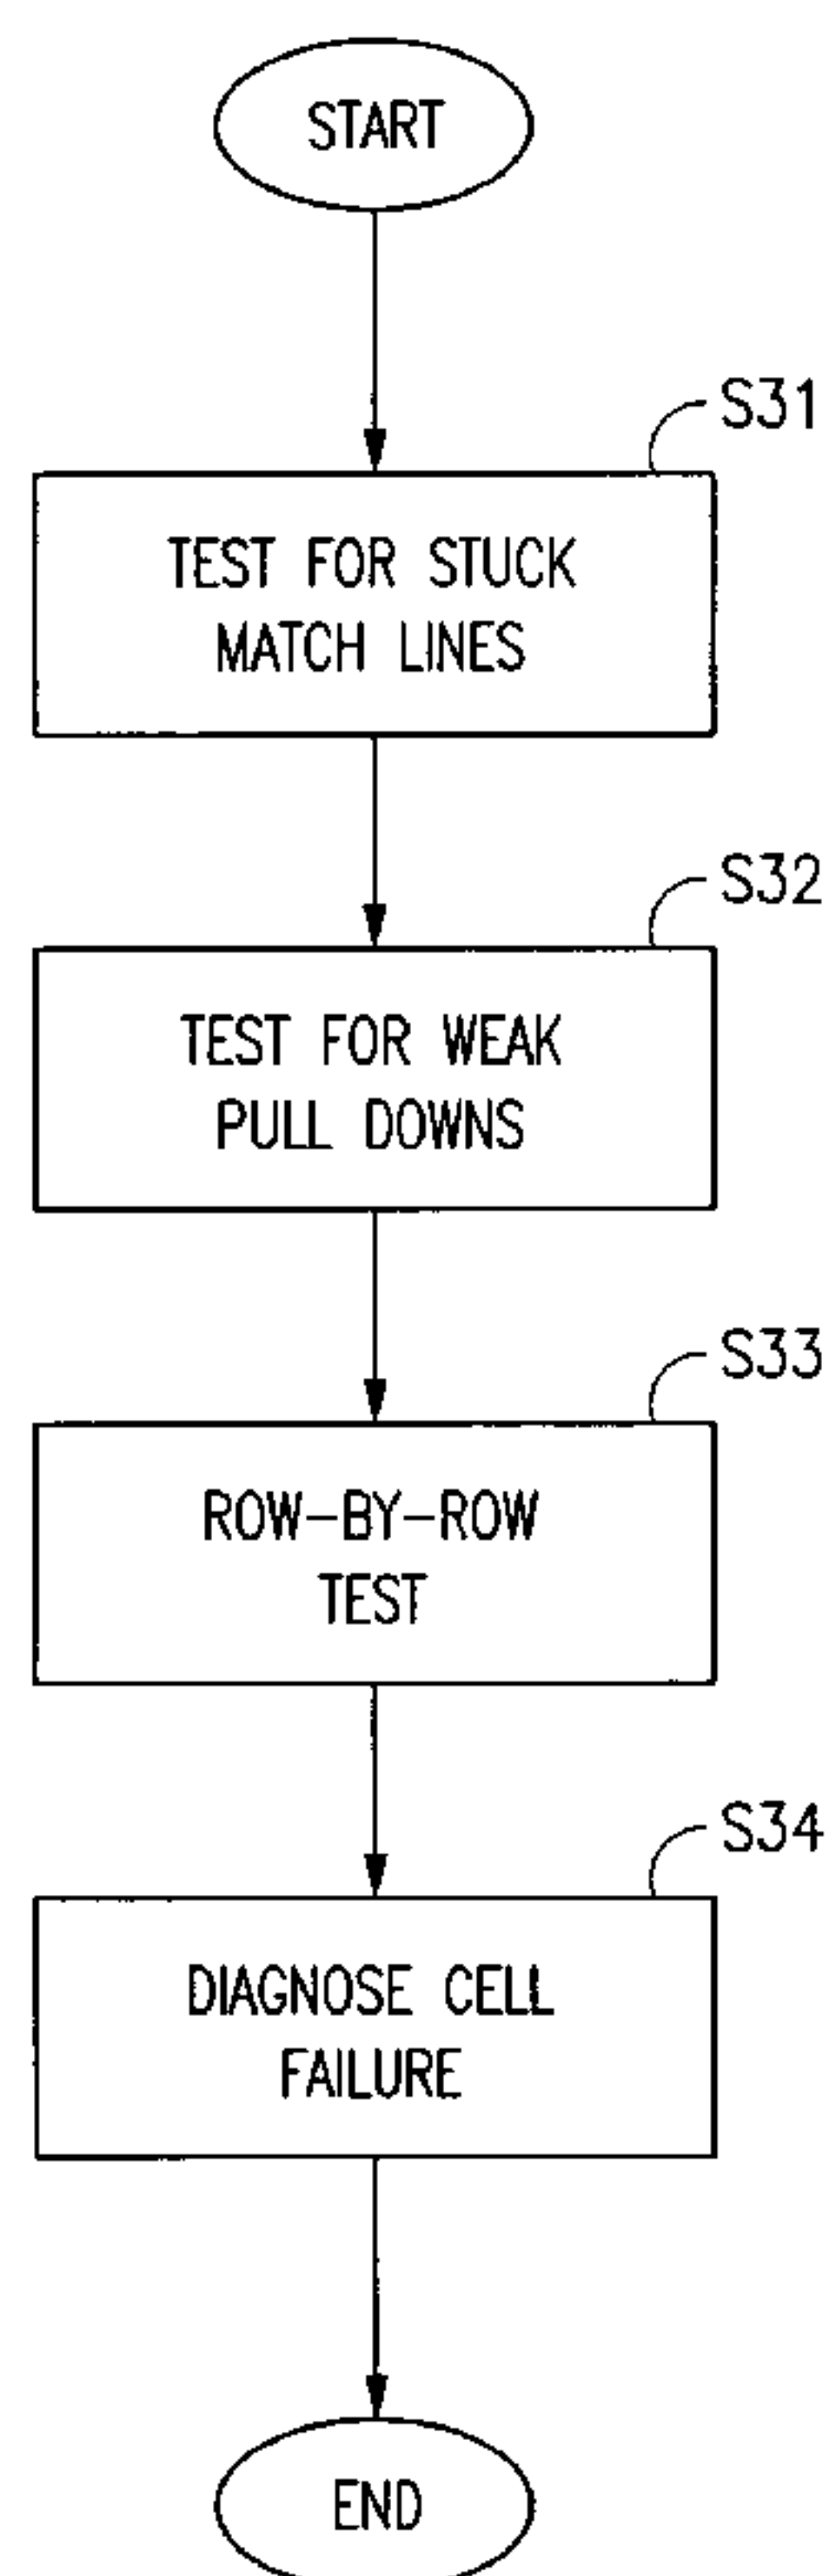 START
S31
TEST FOR STUCK
MATCH LINES
S32
TEST FOR WEAK
PULL DOWNS
S33
ROW-BY-ROW
TEST
S34
DIAGNOSE CELL
FAILURE
END